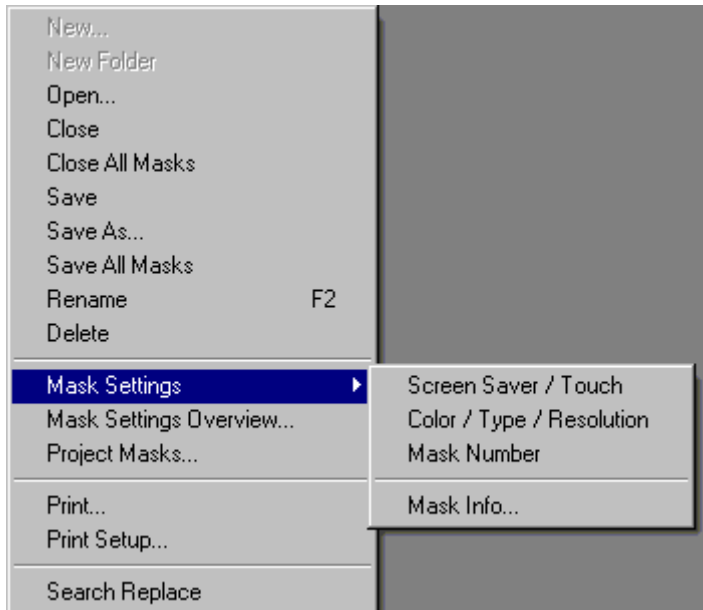 New...
New Folder
Open...
Close
Close All Masks
Save
Save As...
Save All Masks
Rename F2
Delete
Mask Settings
Mask Settings Overview...
Project Masks...
Print...
Print Setup...
Search Replace
Screen Saver / Touch
Color / Type / Resolution
Mask Number
Mask Info...